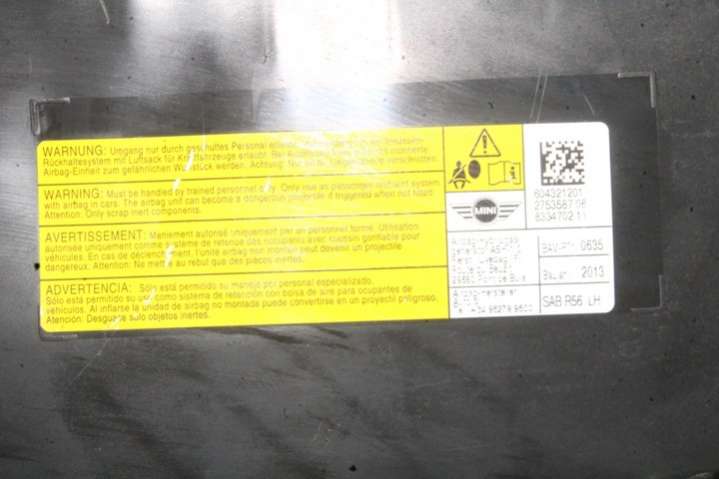 WARNUNG: Umgang nur durch geschultes Personal erlaubt.
Rückhaltesystem mit Luftsack für Kraftfahrzeuge erlaubt. Bei
Airbag-Einheit zum gefährlichen Wurfstück werden. Achtung: Nur
WARNING: Must be handled by trained personnel only. Only use as passenger restraint system
with airbag in cars. The airbag unit can become a dangerous projectile if triggered when not fitted.
Attention: Only scrap inert components.
AVERTISSEMENT: Maniement autorisé uniquement par un personnel formé. Utilisation
autorisée uniquement comme système de retenue des occupants avec coussin gonflable pour
véhicules. En cas de déclenchement, l'unité airbag non montée peut devenir un projectile
dangereux. Attention: Ne mettre au rebut que des pièces inertes.
ADVERTENCIA: Sólo está permitido su manejo por personal especializado.
Sólo está permitido su uso como sistema de retención con bolsa de aire para ocupantes de
vehículos. Al inflarse la unidad de airbag no montada puede convertirse en un proyectil peligroso.
Atención: Desguace sólo objetos inertes.
MINI
604321201
2753587 06
8334702 11
0635
2013
SAB R56 LH